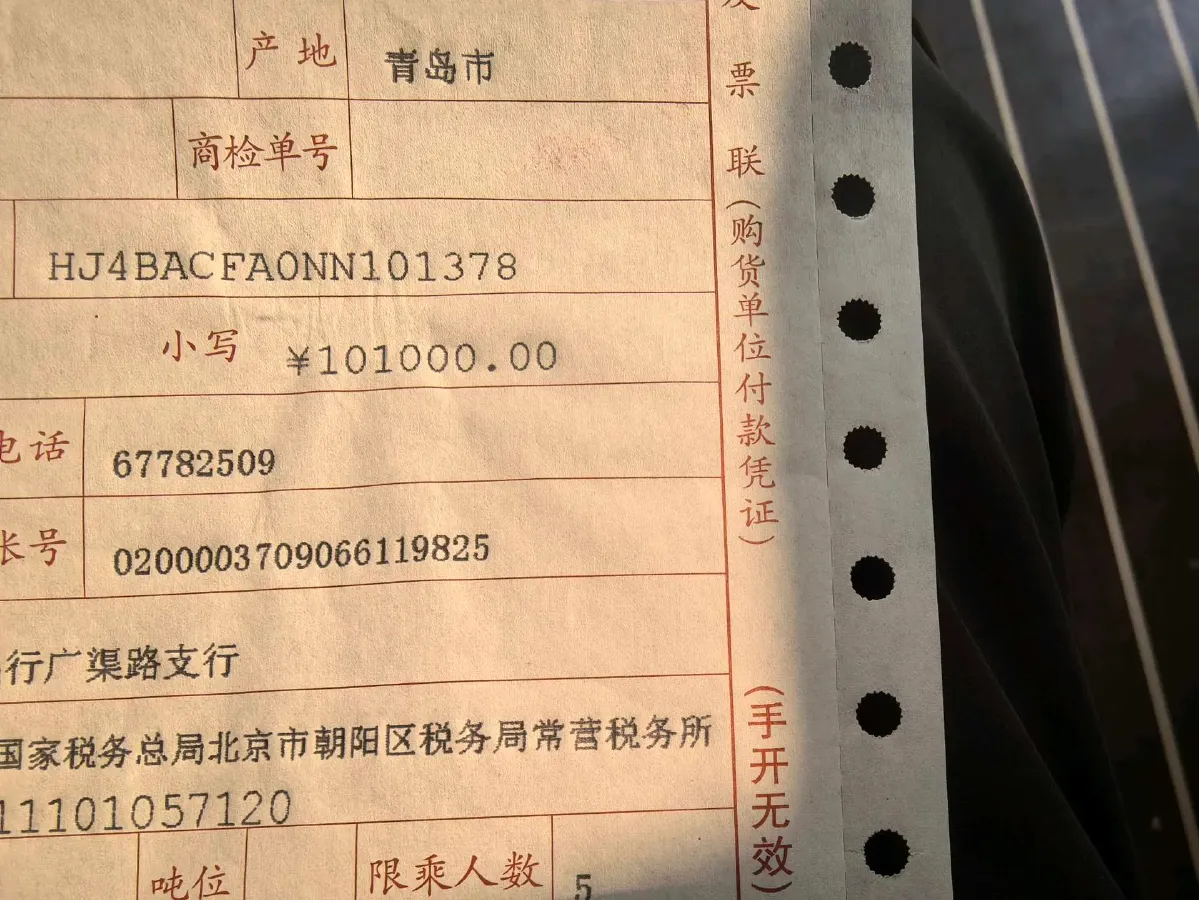 产地 青岛市
商检单号
HJ4BACFA0NN101378
小写 ¥101000.00
电话 67782509
帐号 0200003709066119825
行广渠路支行
国家税务总局北京市朝阳区税务局常营税务所
11101057120
吨位 限乘人数 5
发票联(购货单位付款凭证)
(手开无效)